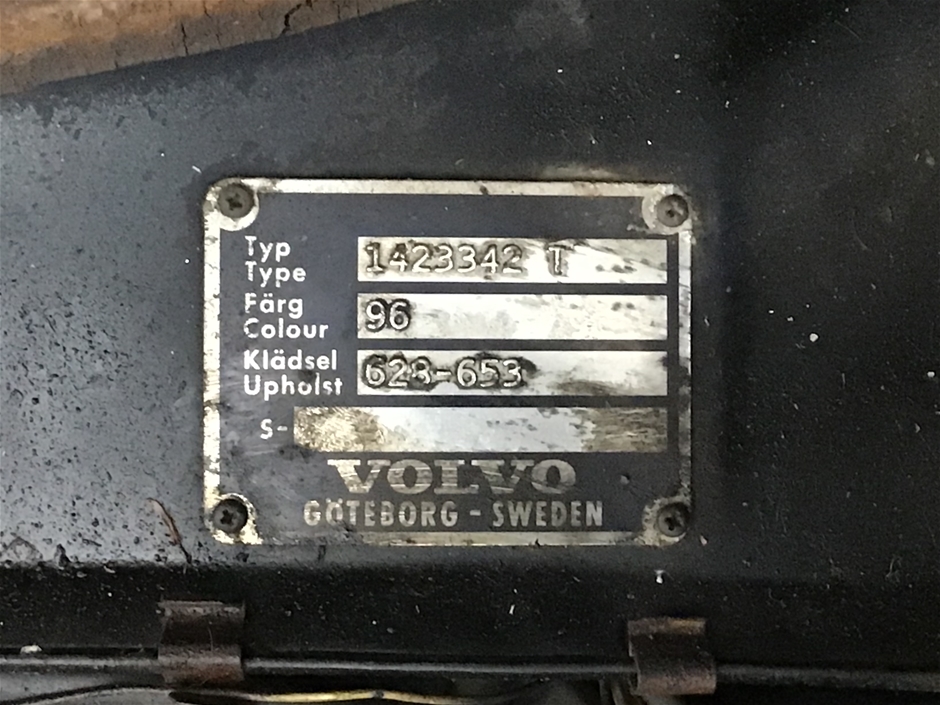 Typ
Type 1423342 T
Färg
Colour 96
Klädsel
Upholst 628-653
S-
VOLVO
GÖTEBORG - SWEDEN